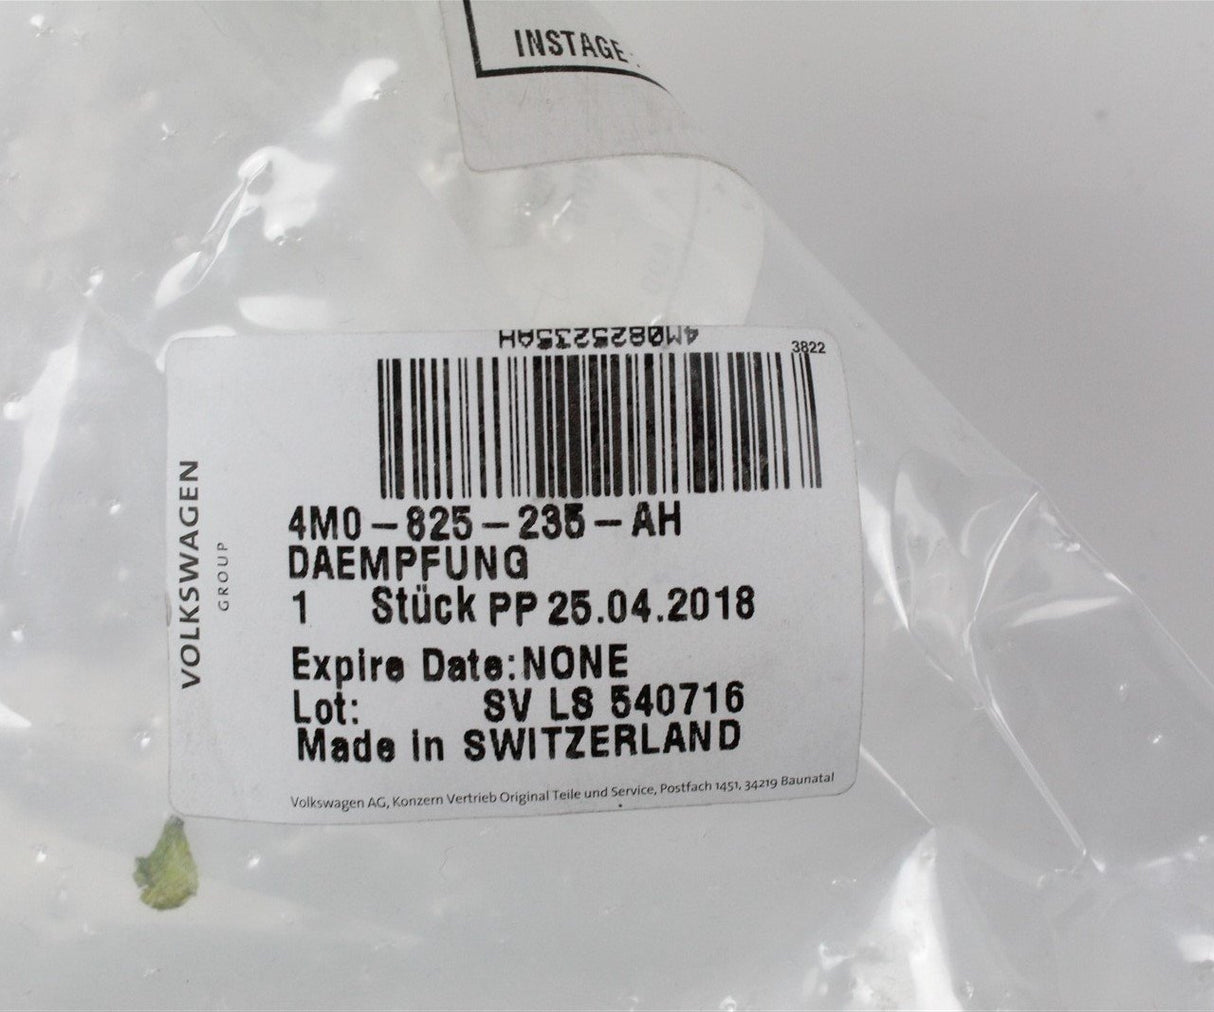 INSTAGE
4M0825235AH
3822
VOLKSWAGEN
GROUP
4M0-825-235-AH
DAEMPFUNG
1 Stück PP 25.04.2018
Expire Date:NONE
Lot: SV LS 540716
Made in SWITZERLAND
Volkswagen AG, Konzern Vertrieb Original Teile und Service, Postfach 1451, 34219 Baunatal